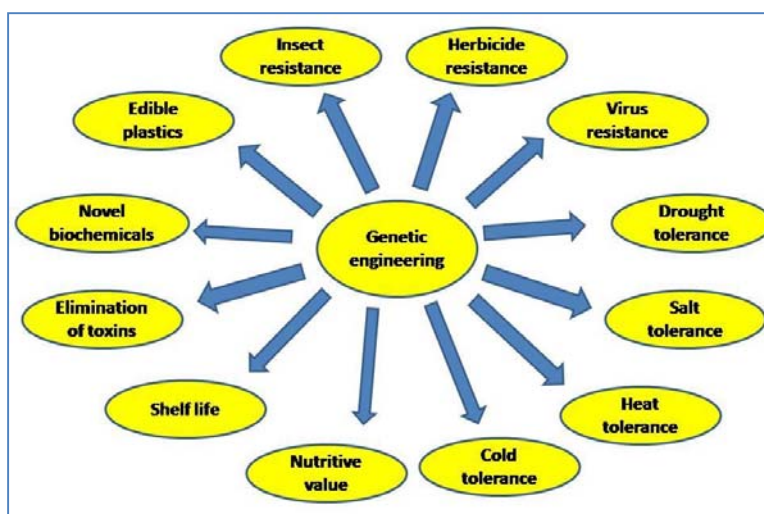 Insect
resistance
Herbicide
resistance
Virus
resistance
Drought
tolerance
Salt
tolerance
Heat
tolerance
Cold
tolerance
Nutritive
value
Shelf life
Elimination
of toxins
Novel
biochemicals
Edible
plastics
Genetic
engineering